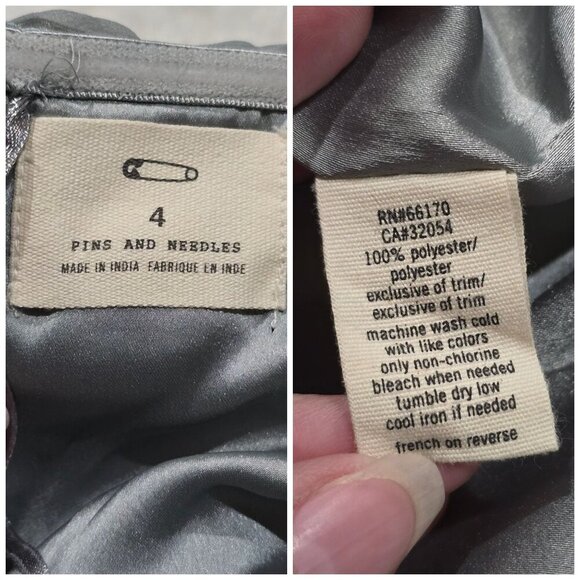 4
PINS AND NEEDLES
MADE IN INDIA FABRIQUE EN INDE
RN#66170
CA#32054
100% polyester/
polyester
exclusive of trim/
exclusive of trim
machine wash cold
with like colors
only non-chlorine
bleach when needed
tumble dry low
cool iron if needed
french on reverse